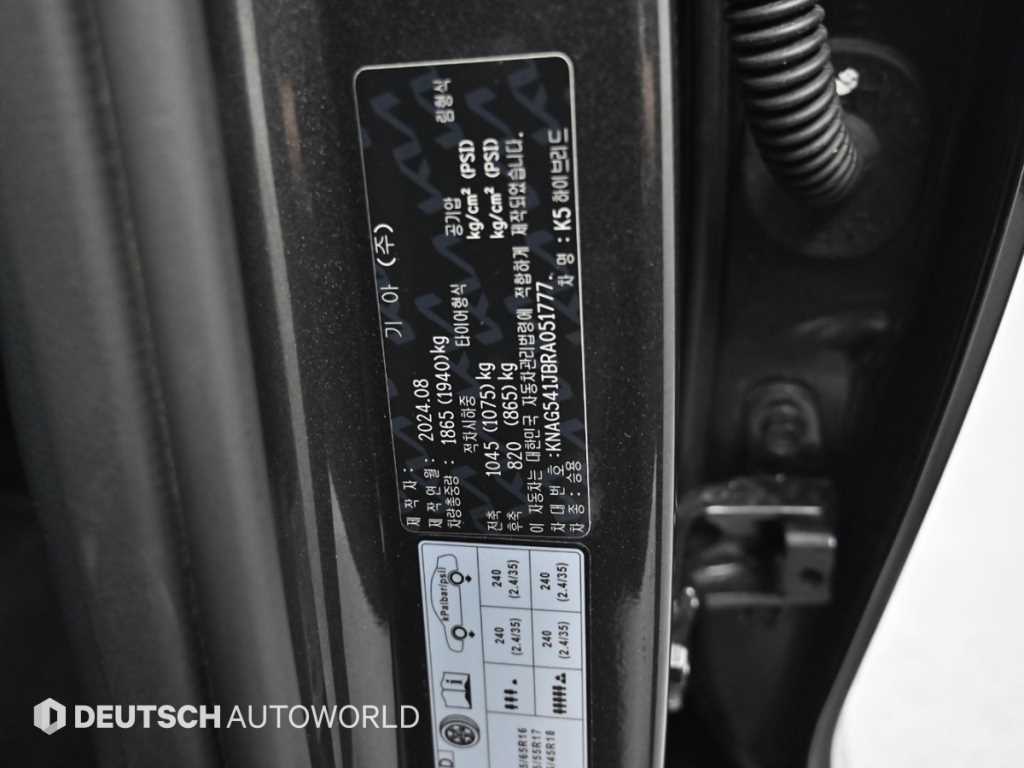 제 작 자 : 기 아 (주)
제 작 연 월 : 2024.08
차량총중량 : 1865 (1940)kg
적차시하중 타이어형식 공기압 림형식
전축 1045 (1075)kg kg/cm² (PSI)
후축 820 (865)kg kg/cm² (PSI)
이 자동차는 대한민국 자동차관리법령에 적합하게 제작되었습니다.
차 대 번 호 :KNAG541JBRA051777.
차 종 : 승용 차 명 : K5 하이브리드
kPa(bar/psi)
240 (2.4/35) 240 (2.4/35)
240 (2.4/35) 240 (2.4/35)
/65R16
/55R17
/45R18
DEUTSCH AUTOWORLD